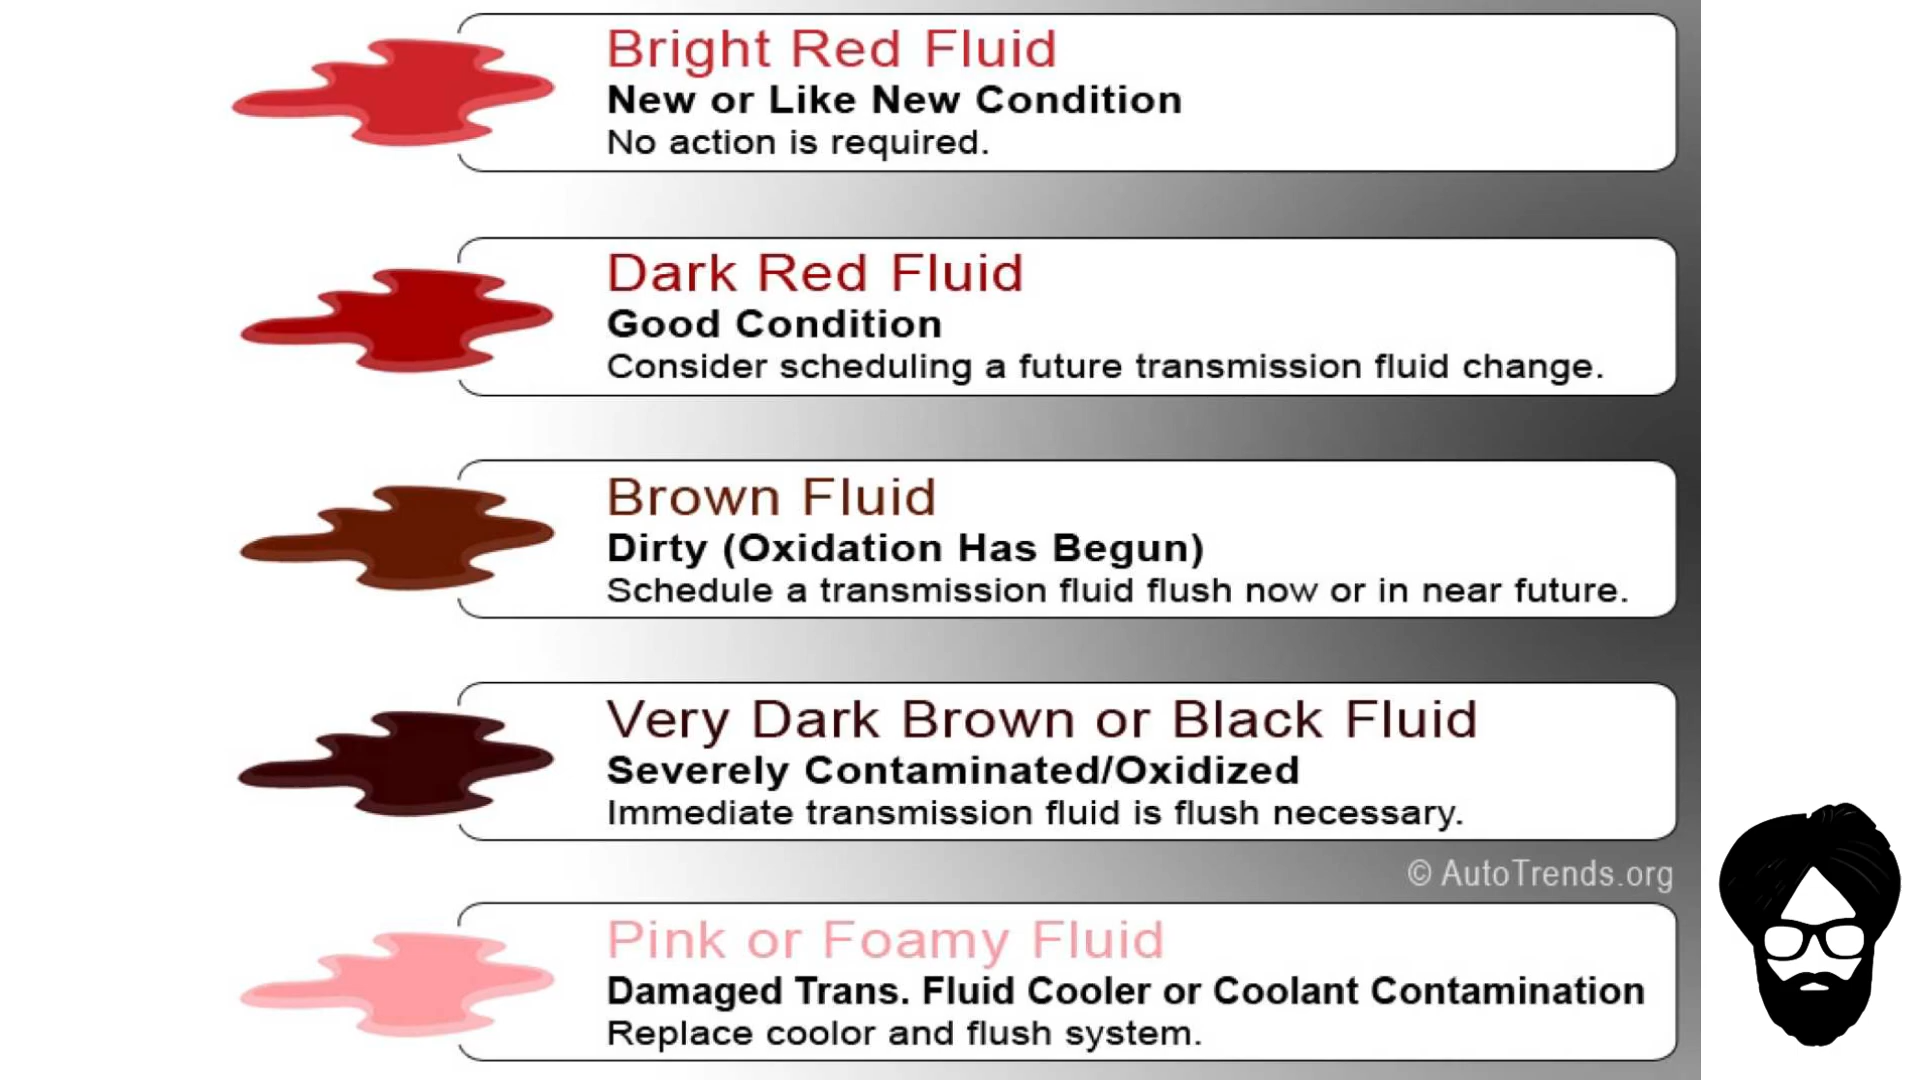 Bright Red Fluid
New or Like New Condition
No action is required.
Dark Red Fluid
Good Condition
Consider scheduling a future transmission fluid change.
Brown Fluid
Dirty (Oxidation Has Begun)
Schedule a transmission fluid flush now or in near future.
Very Dark Brown or Black Fluid
Severely Contaminated/Oxidized
Immediate transmission fluid is flush necessary.
© AutoTrends.org
Pink or Foamy Fluid
Damaged Trans. Fluid Cooler or Coolant Contamination
Replace coolor and flush system.